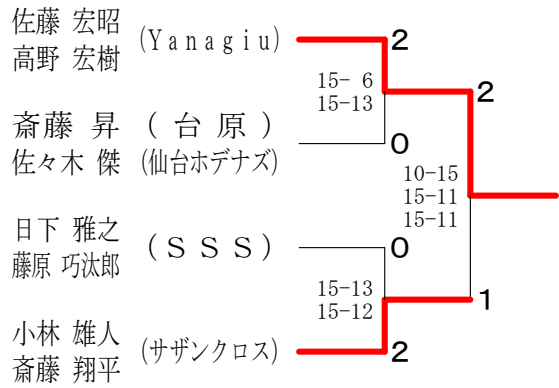 佐藤 宏昭
高野 宏樹
(Yanagiu)
2
15- 6
15-13
2
斎藤 昇 (台原)
佐々木 傑 (仙台ホデナズ)
0
10-15
15-11
15-11
日下 雅之
藤原 巧汰郎
(SSS)
0
15-13
15-12
1
小林 雄人
斎藤 翔平
(サザンクロス)
2